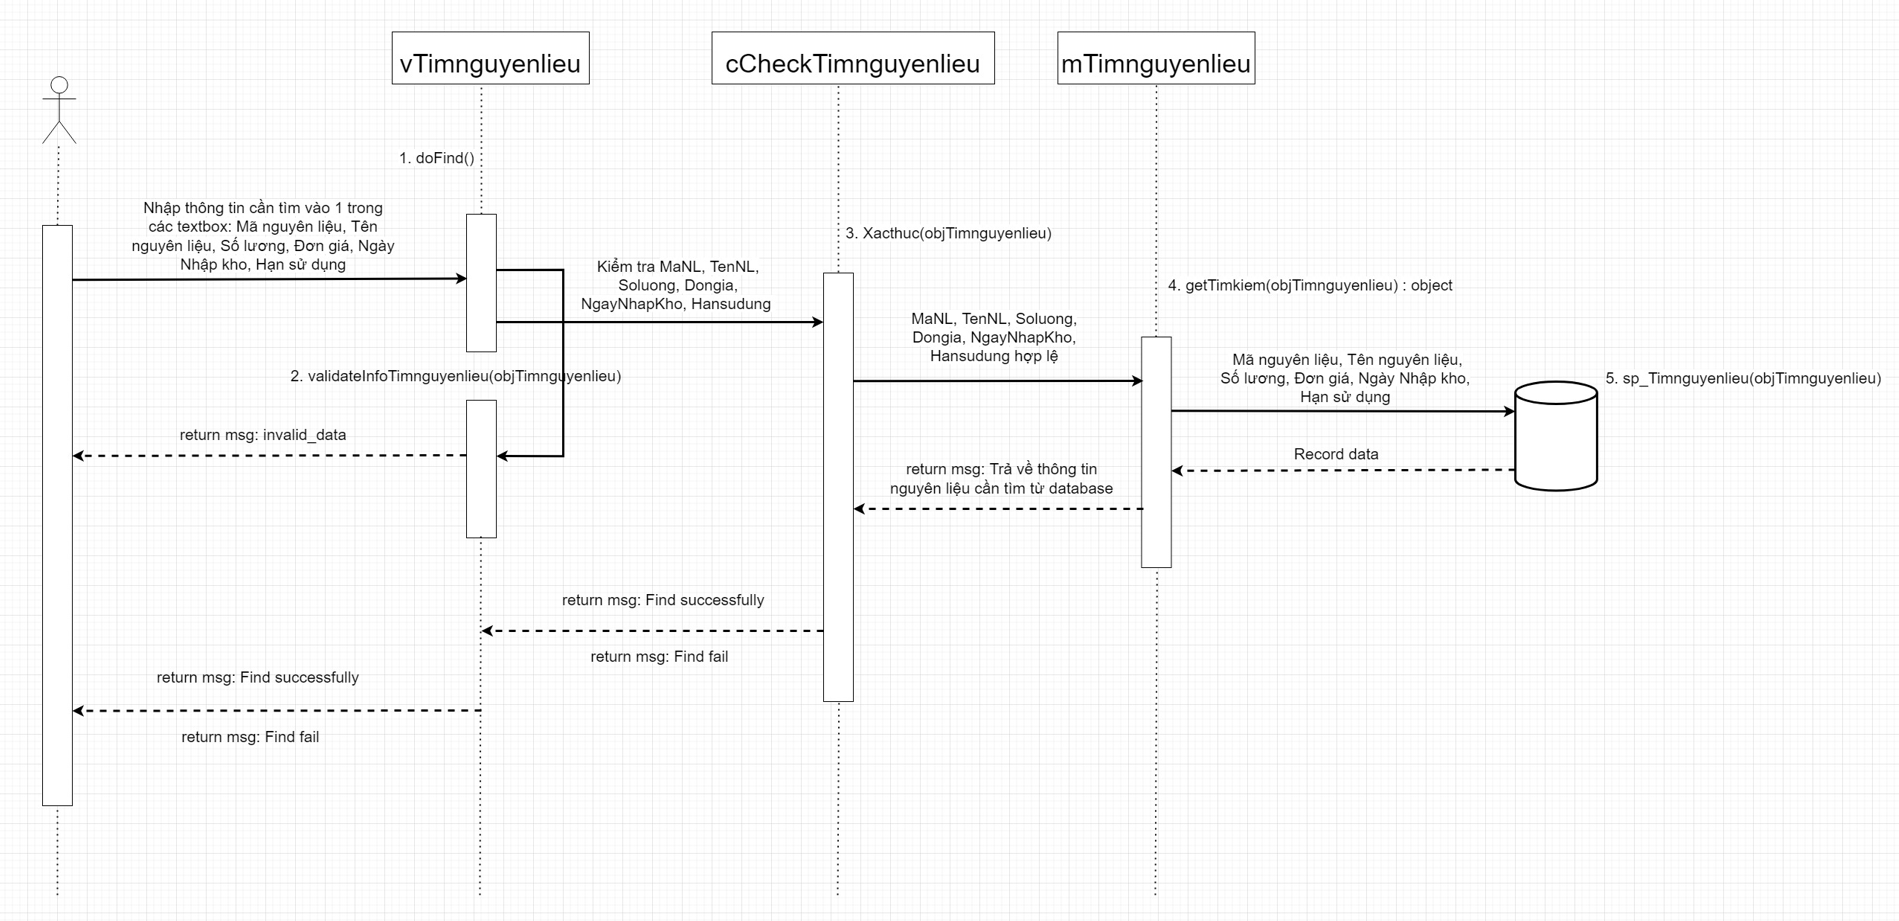 vTimnguyenlieu
cCheckTimnguyenlieu
mTimnguyenlieu
1. doFind()
Nhập thông tin cần tìm vào 1 trong
các textbox: Mã nguyên liệu, Tên
nguyên liệu, Số lương, Đơn giá, Ngày
Nhập kho, Hạn sử dụng
3. Xacthuc(objTimnguyenlieu)
Kiểm tra MaNL, TenNL,
Soluong, Dongia,
NgayNhapKho, Hansudung
4. getTimkiem(objTimnguyenlieu) : object
MaNL, TenNL, Soluong,
Dongia, NgayNhapKho,
Hansudung hợp lệ
Mã nguyên liệu, Tên nguyên liệu,
Số lương, Đơn giá, Ngày Nhập kho,
Hạn sử dụng
2. validateInfoTimnguyenlieu(objTimnguyenlieu)
5. sp_Timnguyenlieu(objTimnguyenlieu)
return msg: invalid_data
Record data
return msg: Trả về thông tin
nguyên liệu cần tìm từ database
return msg: Find successfully
return msg: Find fail
return msg: Find successfully
return msg: Find fail